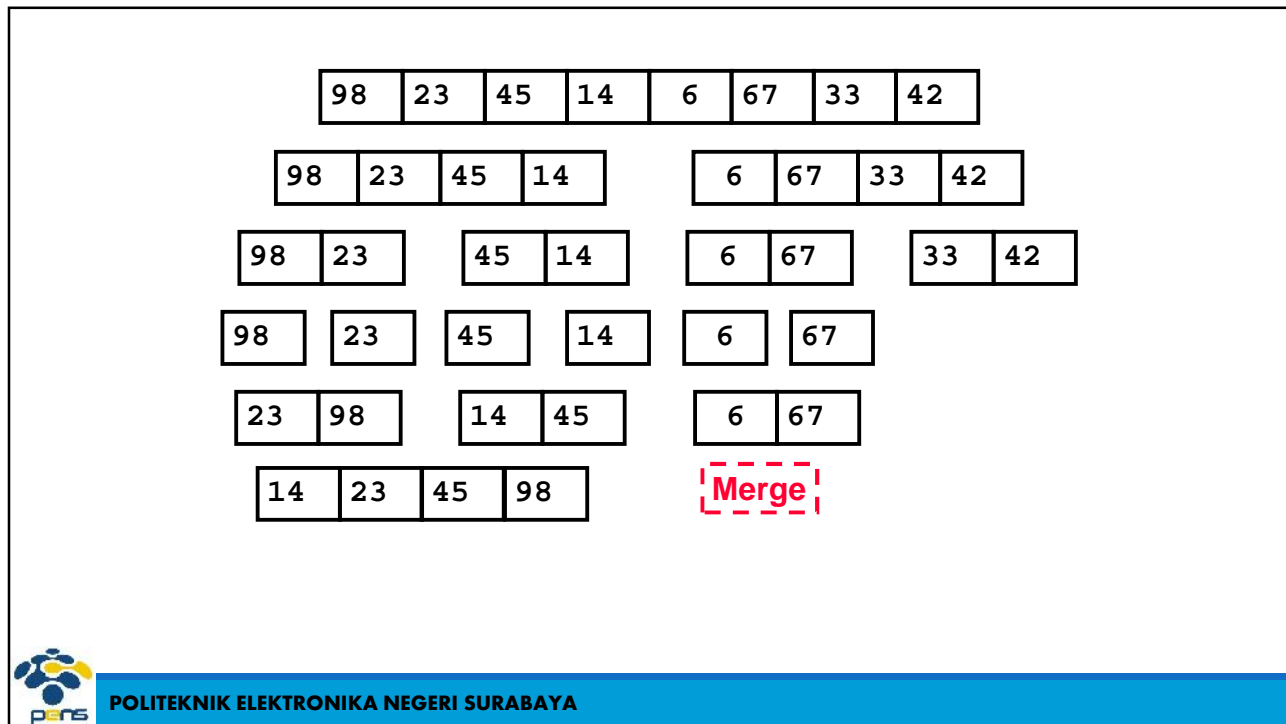 98 23 45 14 6 67 33 42
98 23 45 14 6 67 33 42
98 23 45 14 6 67 33 42
98 23 45 14 6 67
23 98 14 45 6 67
14 23 45 98 Merge
pens POLITEKNIK ELEKTRONIKA NEGERI SURABAYA